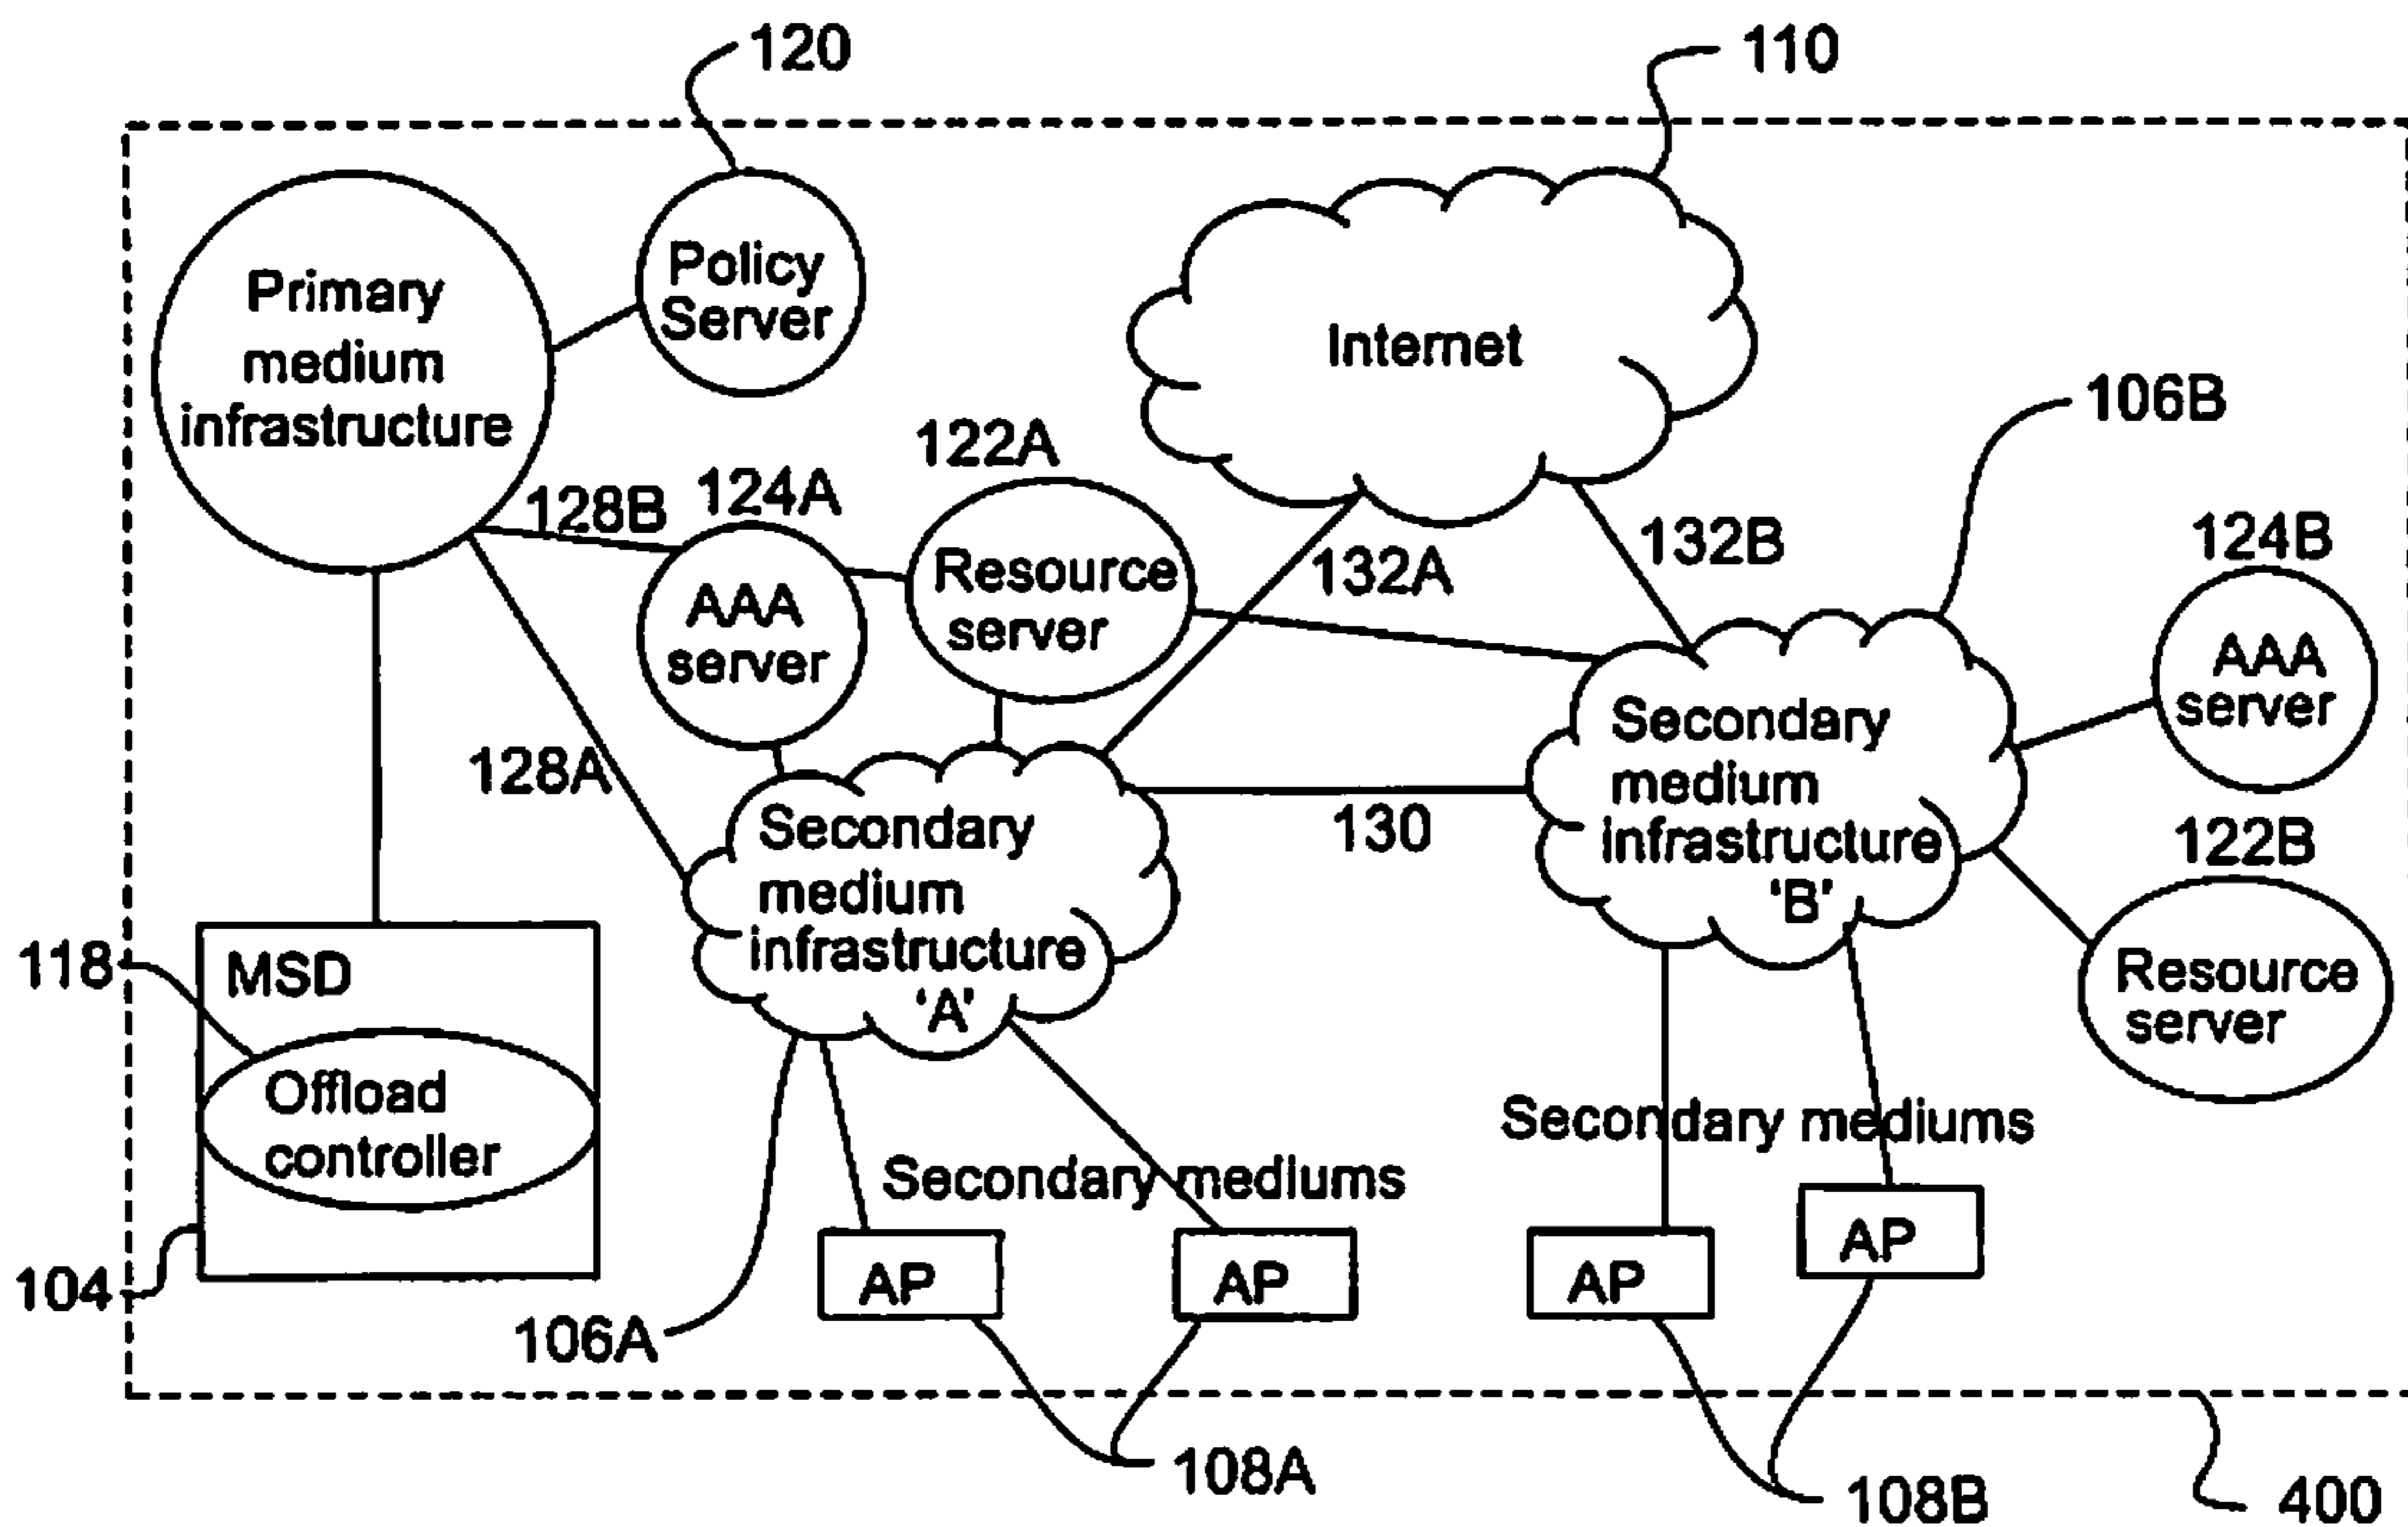 120
110
Primary
medium
infrastructure
Policy
Server
Internet
106B
122A
128B
124A
132A
132B
124B
AAA
server
Resource
server
AAA
server
128A
130
Secondary
medium
infrastructure
'A'
Secondary
medium
infrastructure
'B'
122B
Resource
server
118
MSD
Offload
controller
104
Secondary mediums
Secondary mediums
AP
AP
AP
AP
106A
108A
108B
400